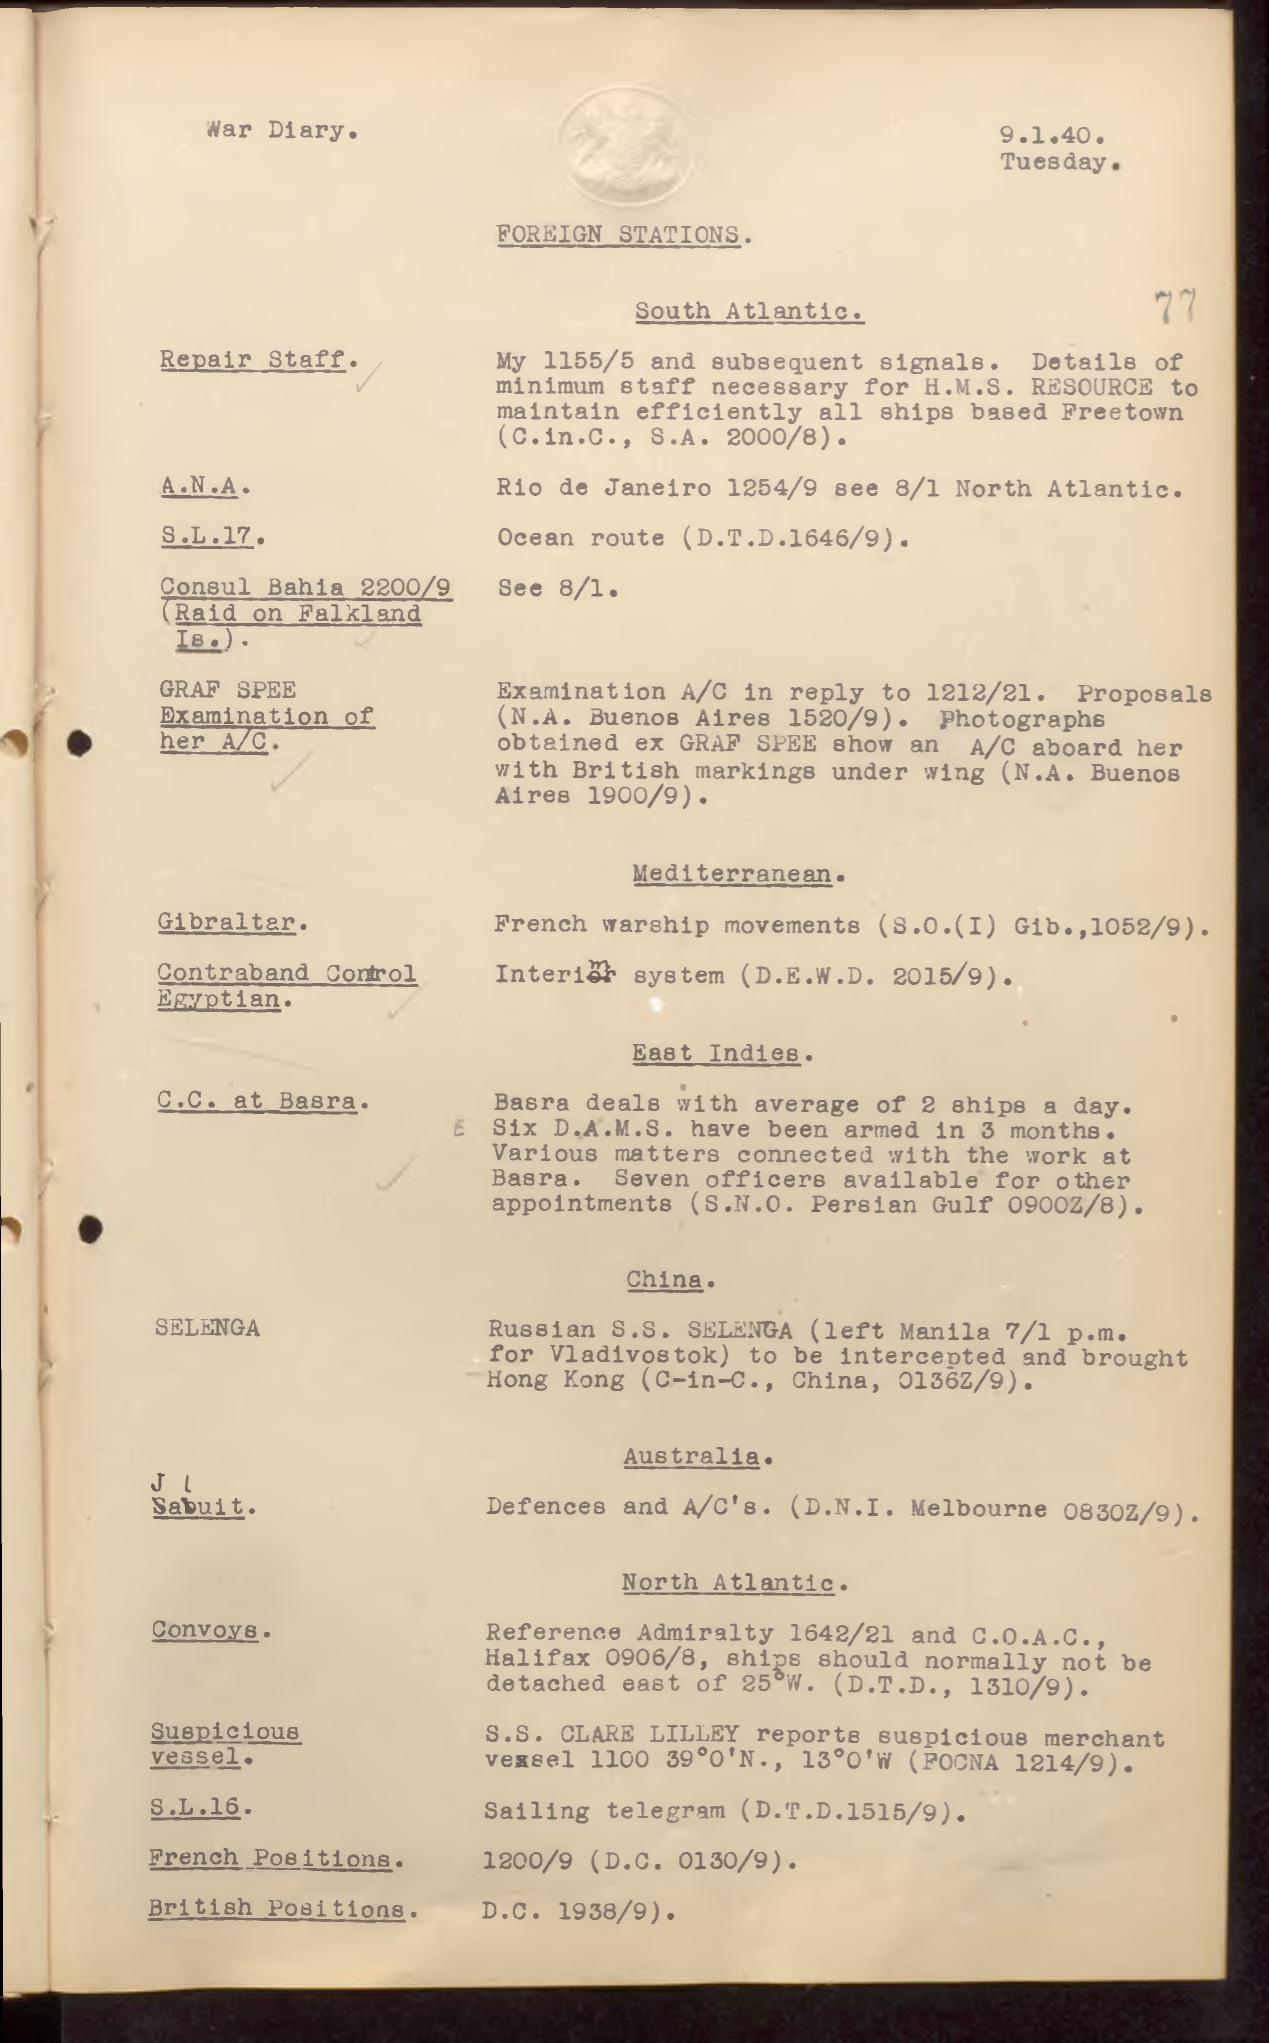 War Diary.
9.1.40.
Tuesday.
FOREIGN STATIONS.
77
South Atlantic.
Repair Staff.
My 1155/5 and subsequent signals. Details of
minimum staff necessary for H.M.S. RESOURCE to
maintain efficiently all ships based Freetown
(C.in.C., S.A. 2000/8).
A.N.A.
Rio de Janeiro 1254/9 see 8/1 North Atlantic.
S.L.17.
Ocean route (D.T.D.1646/9).
Consul Bahia 2200/9
(Raid on Falkland
Is.).
See 8/1.
GRAF SPEE
Examination of
her A/C.
Examination A/C in reply to 1212/21. Proposals
(N.A. Buenos Aires 1520/9). Photographs
obtained ex GRAF SPEE show an A/C aboard her
with British markings under wing (N.A. Buenos
Aires 1900/9).
Mediterranean.
Gibraltar.
French warship movements (S.O.(I) Gib.,1052/9).
Contraband Control
Egyptian.
Interim system (D.E.W.D. 2015/9).
East Indies.
C.C. at Basra.
Basra deals with average of 2 ships a day.
E Six D.A.M.S. have been armed in 3 months.
Various matters connected with the work at
Basra. Seven officers available for other
appointments (S.N.O. Persian Gulf 0900Z/8).
China.
SELENGA
Russian S.S. SELENGA (left Manila 7/1 p.m.
for Vladivostok) to be intercepted and brought
Hong Kong (C-in-C., China, 0136Z/9).
Australia.
J l
Sabuit.
Defences and A/C's. (D.N.I. Melbourne 0830Z/9).
North Atlantic.
Convoys.
Reference Admiralty 1642/21 and C.O.A.C.,
Halifax 0906/8, ships should normally not be
detached east of 25°W. (D.T.D., 1310/9).
Suspicious
vessel.
S.S. CLARE LILLEY reports suspicious merchant
vessel 1100 39°0'N., 13°0'W (FOCNA 1214/9).
S.L.16.
Sailing telegram (D.T.D.1515/9).
French Positions.
1200/9 (D.C. 0130/9).
British Positions.
D.C. 1938/9).